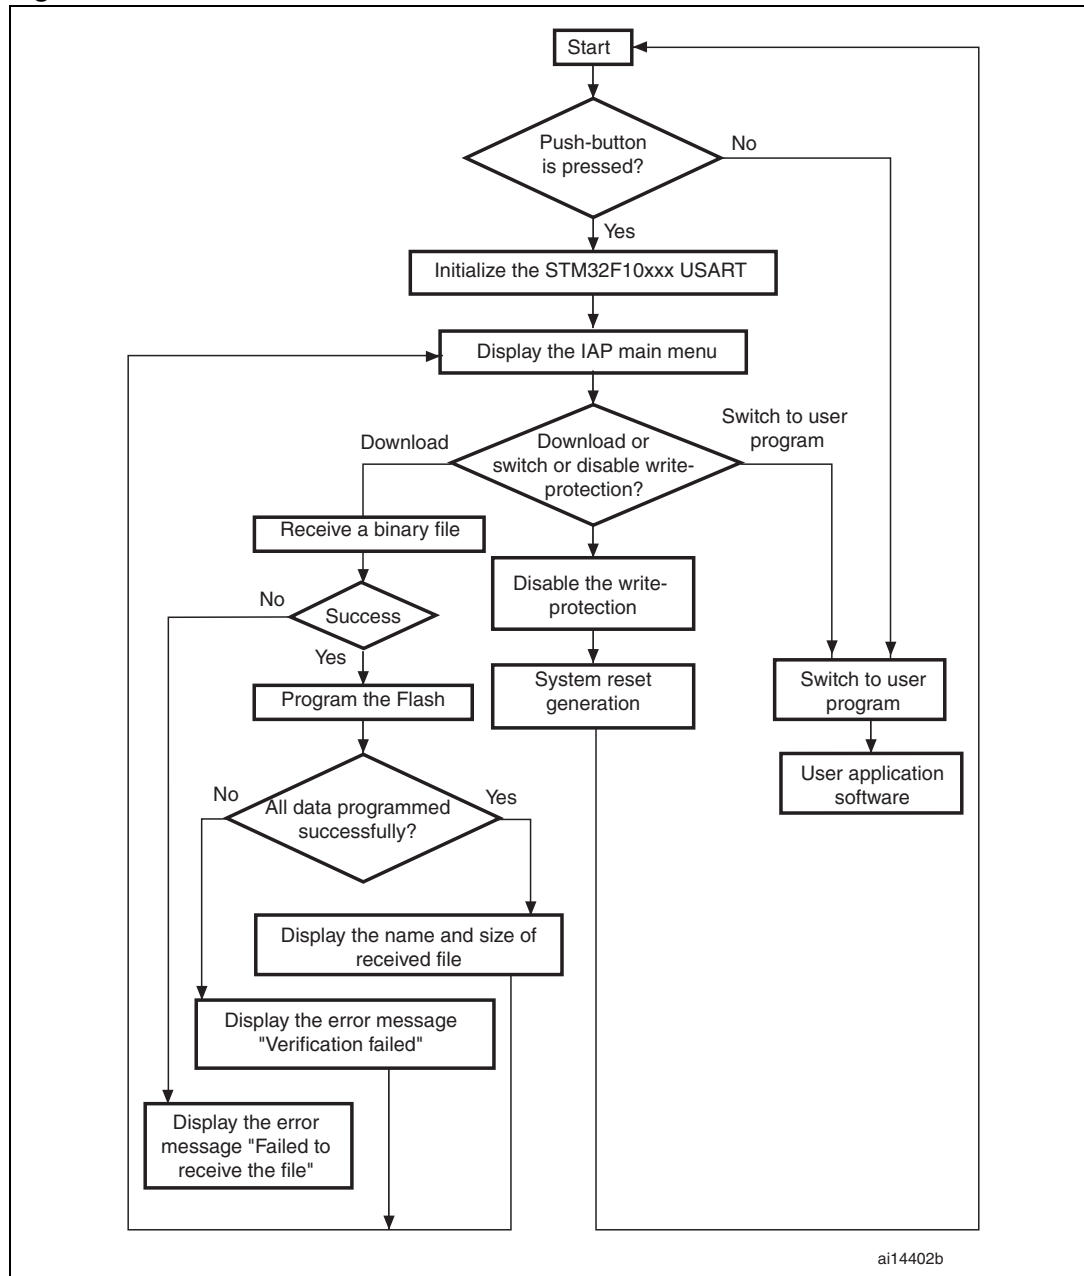 Start
Push-button
is pressed?
No
Yes
Initialize the STM32F10xxx USART
Display the IAP main menu
Switch to user
program
Download
Download or
switch or disable write-
protection?
Receive a binary file
Disable the write-
protection
No
Success
Yes
System reset
generation
Switch to user
program
Program the Flash
User application
software
No
All data programmed
successfully?
Yes
Display the name and size of
received file
Display the error message
"Verification failed"
Display the error
message "Failed to
receive the file"
ai14402b